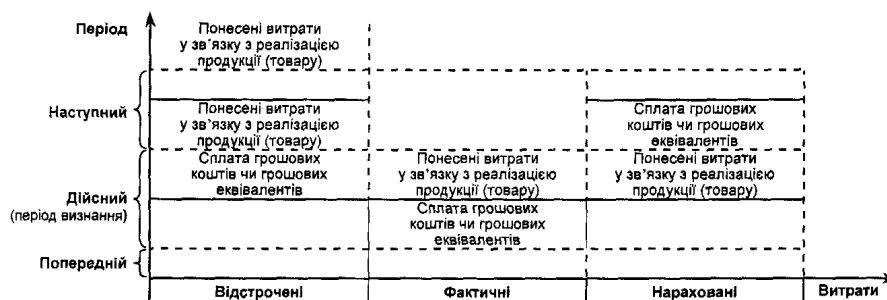 Період
Понесені витрати
у зв’язку з реалізацією
продукції (товару)
Наступний
Понесені витрати
у зв’язку з реалізацією
продукції (товару)
Сплата грошових
коштів чи грошових
еквівалентів
Дійсний
(період визнання)
Сплата грошових
коштів чи грошових
еквівалентів
Понесені витрати
у зв’язку з реалізацією
продукції (товару)
Понесені витрати
у зв’язку з реалізацією
продукції (товару)
Сплата грошових
коштів чи грошових
еквівалентів
Попередній
Відстрочені
Фактичні
Нараховані
Витрати